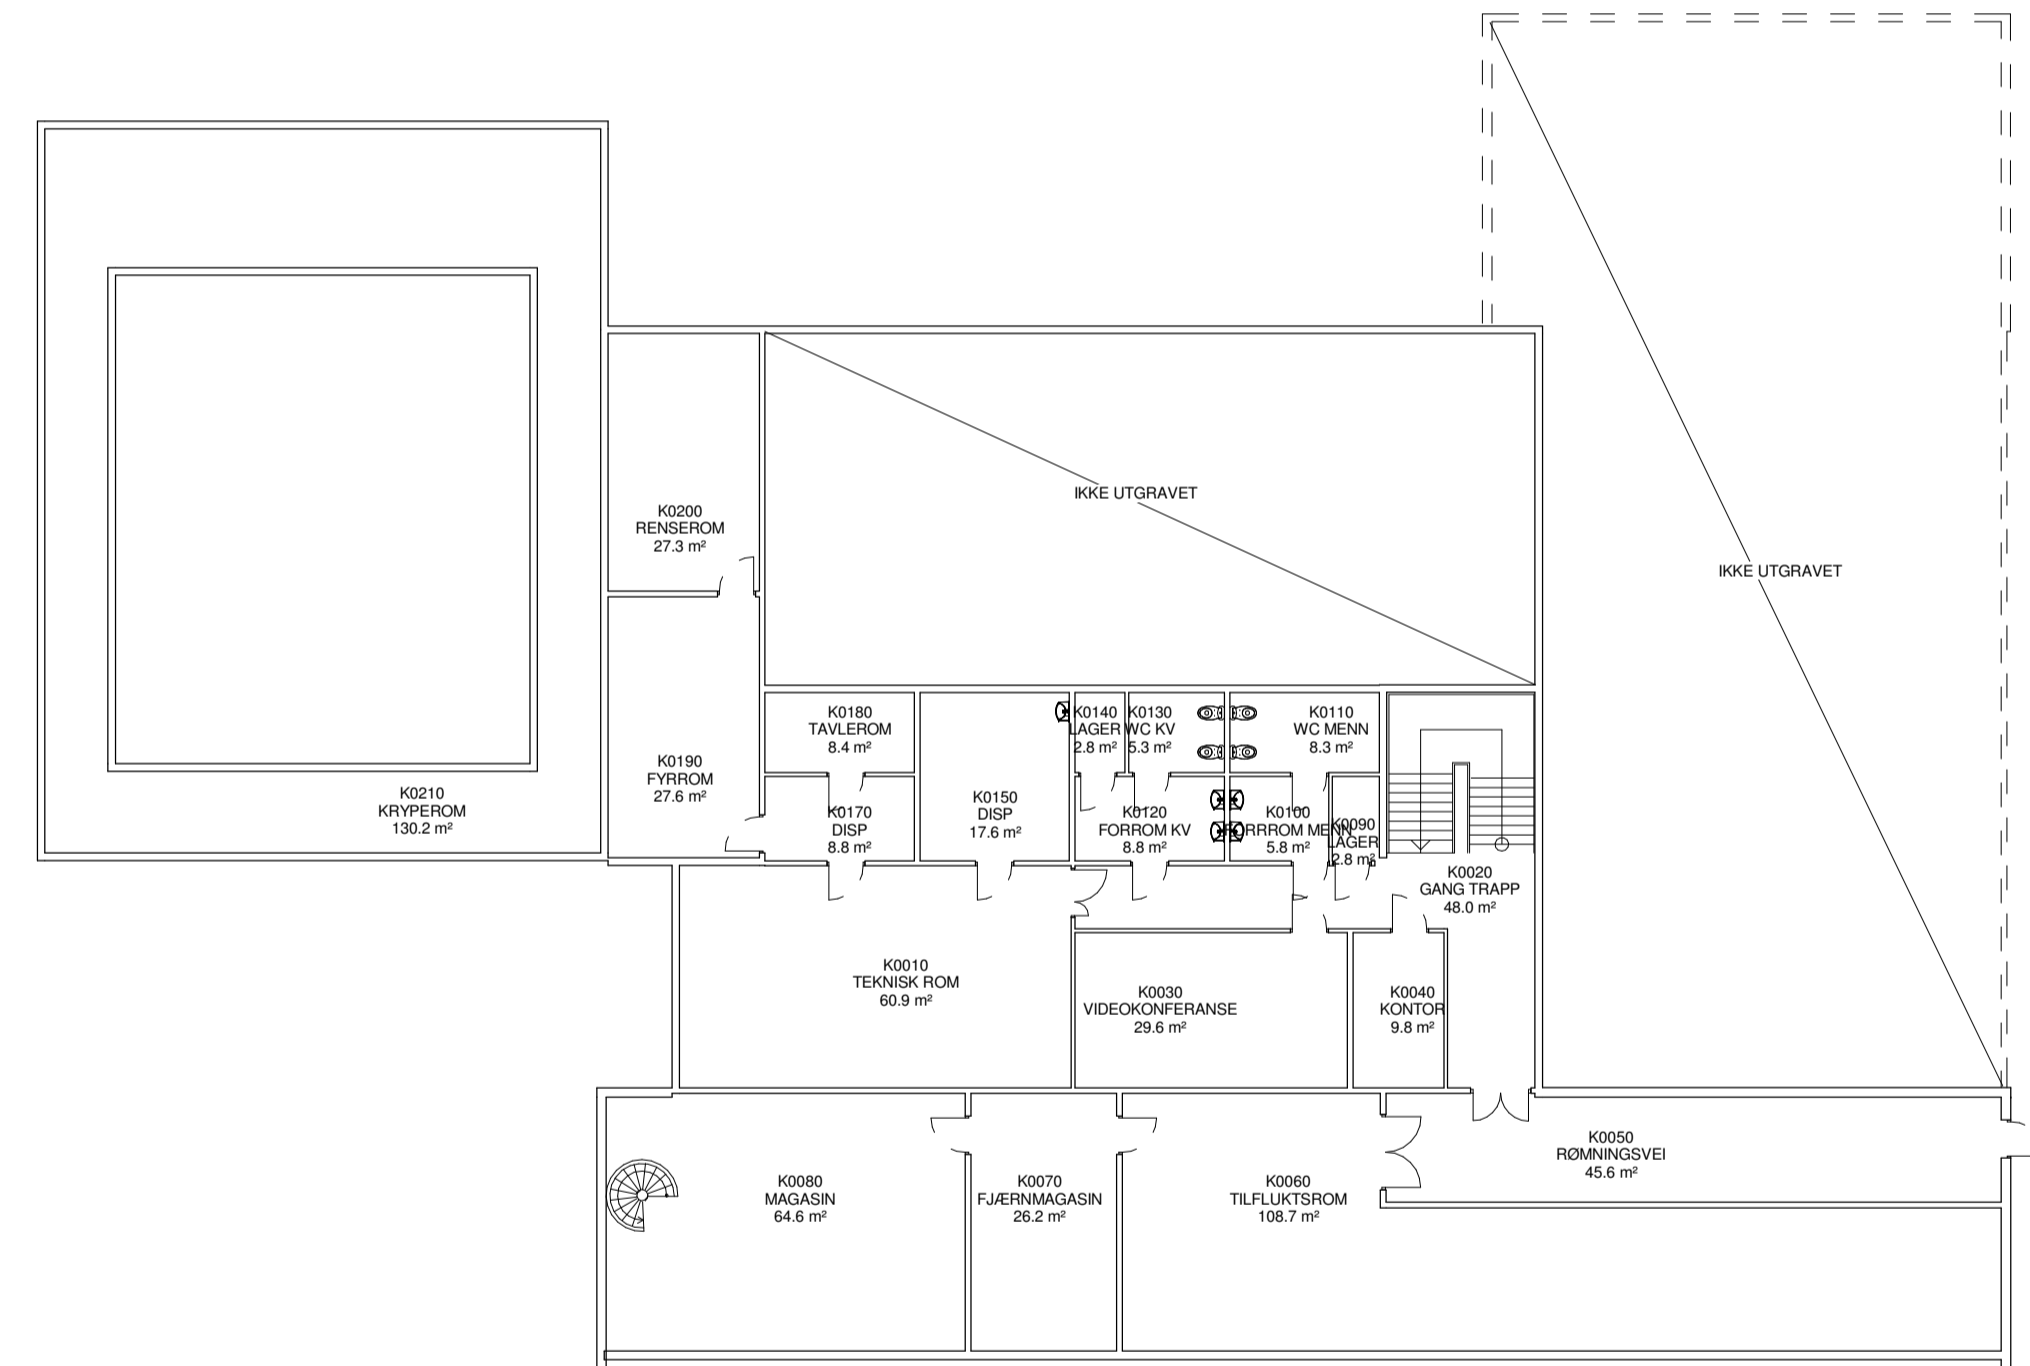 IKKE UTGRAVET
K0200
RENSEROM
27.3 m²
IKKE UTGRAVET
K0180
TAVLEROM
8.4 m²
K0140
LAGER
2.8 m²
K0130
WC KV
5.3 m²
K0110
WC MENN
8.3 m²
K0190
FYRROM
27.6 m²
K0210
KRYPEROM
130.2 m²
K0170
DISP
8.8 m²
K0150
DISP
17.6 m²
K0120
FORROM KV
8.8 m²
K0100
FORRROM MENN
5.8 m²
K0090
LAGER
2.8 m²
K0020
GANG TRAPP
48.0 m²
K0010
TEKNISK ROM
60.9 m²
K0030
VIDEOKONFERANSE
29.6 m²
K0040
KONTOR
9.8 m²
K0050
RØMNINGSVEI
45.6 m²
K0080
MAGASIN
64.6 m²
K0070
FJÆRNMAGASIN
26.2 m²
K0060
TILFLUKTSROM
108.7 m²